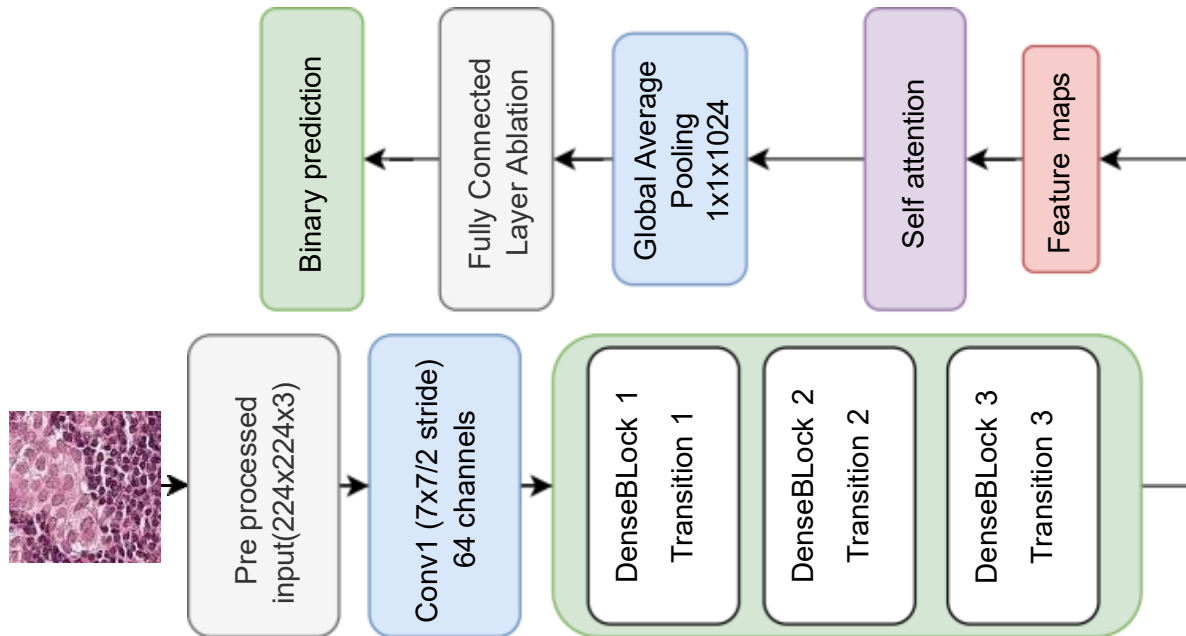 Pre processed
input(224x224x3)
Conv1 (7x7/2 stride)
64 channels
DenseBLock 1
Transition 1
DenseBLock 2
Transition 2
DenseBLock 3
Transition 3
Feature maps
Self attention
Global Average
Pooling
1x1x1024
Fully Connected
Layer Ablation
Binary prediction